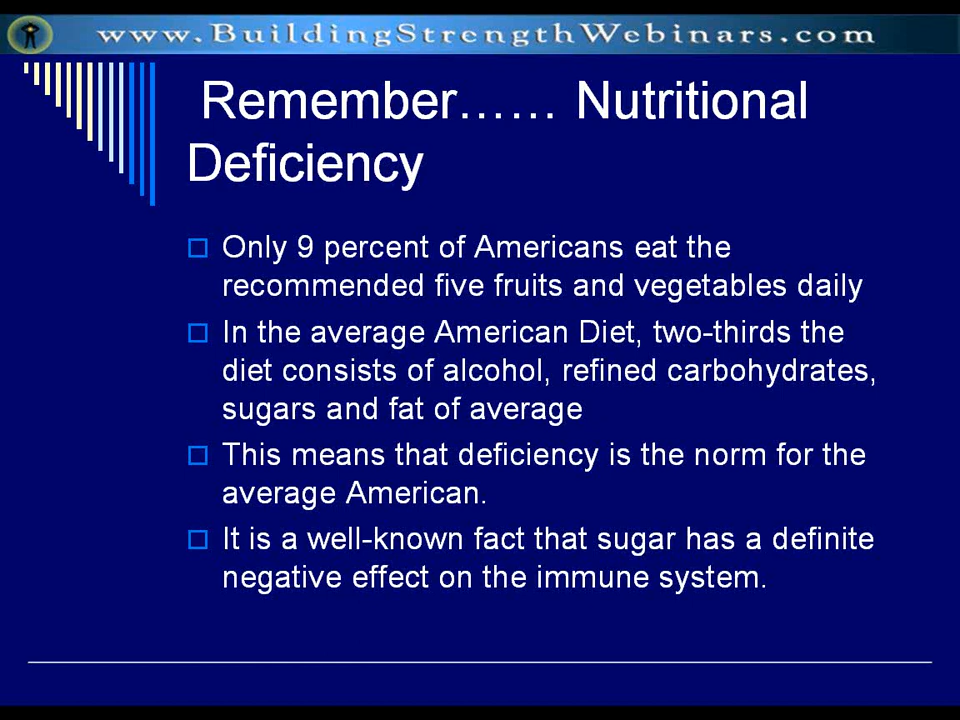 www.BuildingStrengthWebinars.com
Remember...... Nutritional
Deficiency
Only 9 percent of Americans eat the
recommended five fruits and vegetables daily
In the average American Diet, two-thirds the
diet consists of alcohol, refined carbohydrates,
sugars and fat of average
This means that deficiency is the norm for the
average American.
It is a well-known fact that sugar has a definite
negative effect on the immune system.